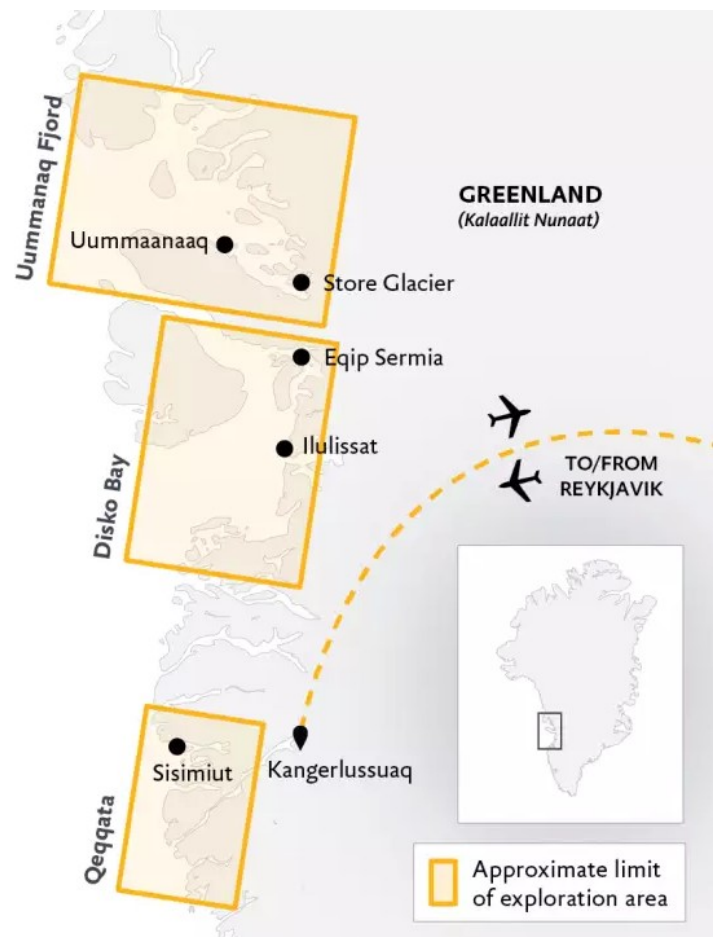 Uummanaq Fjord
GREENLAND
(Kalaallit Nunaat)
Uummaanaaq
Store Glacier
Eqip Sermia
Ilulissat
Disko Bay
TO/FROM
REYKJAVIK
Sisimiut
Kangerlussuaq
Qeqqata
Approximate limit
of exploration area